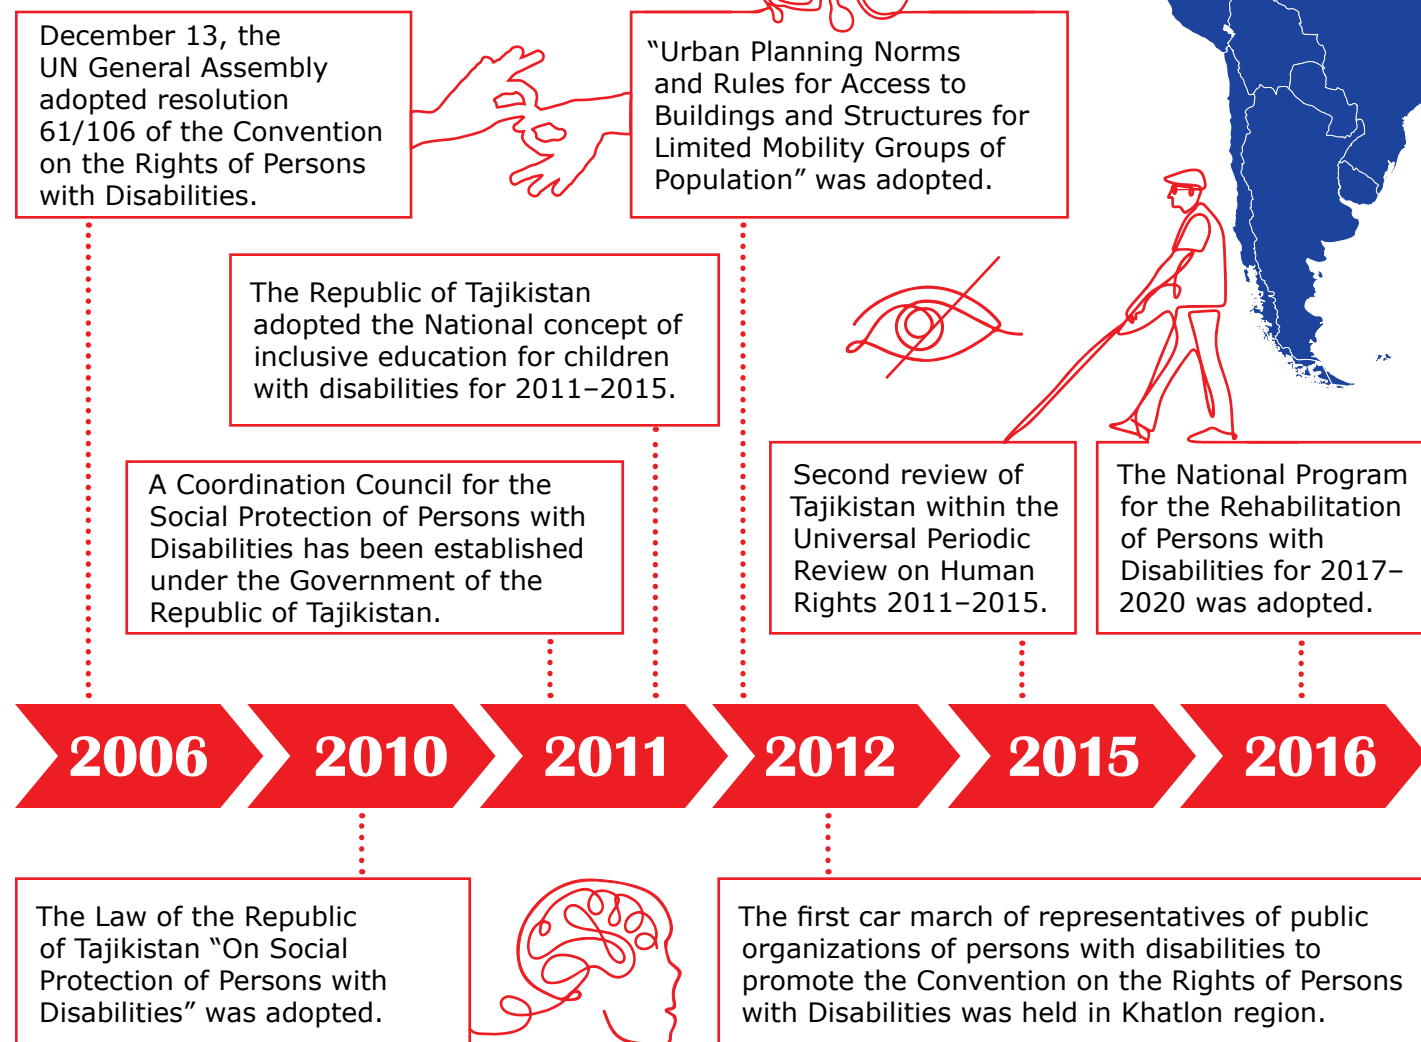 December 13, the
UN General Assembly
adopted resolution
61/106 of the Convention
on the Rights of Persons
with Disabilities.
“Urban Planning Norms
and Rules for Access to
Buildings and Structures for
Limited Mobility Groups of
Population” was adopted.
The Republic of Tajikistan
adopted the National concept of
inclusive education for children
with disabilities for 2011–2015.
A Coordination Council for the
Social Protection of Persons with
Disabilities has been established
under the Government of the
Republic of Tajikistan.
Second review of
Tajikistan within the
Universal Periodic
Review on Human
Rights 2011–2015.
The National Program
for the Rehabilitation
of Persons with
Disabilities for 2017–
2020 was adopted.
2006
2010
2011
2012
2015
2016
The Law of the Republic
of Tajikistan “On Social
Protection of Persons with
Disabilities” was adopted.
The first car march of representatives of public
organizations of persons with disabilities to
promote the Convention on the Rights of Persons
with Disabilities was held in Khatlon region.